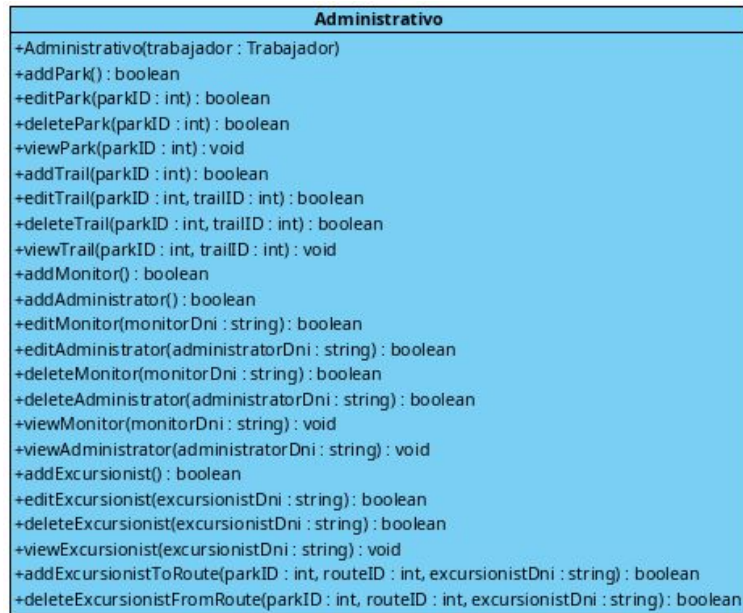 Administrativo
+Administrativo(trabajador : Trabajador)
+addPark() : boolean
+editPark(parkID : int) : boolean
+deletePark(parkID : int) : boolean
+viewPark(parkID : int) : void
+addTrail(parkID : int) : boolean
+editTrail(parkID : int, trailID : int) : boolean
+deleteTrail(parkID : int, trailID : int) : boolean
+viewTrail(parkID : int, trailID : int) : void
+addMonitor() : boolean
+addAdministrator() : boolean
+editMonitor(monitorDni : string) : boolean
+editAdministrator(administratorDni : string) : boolean
+deleteMonitor(monitorDni : string) : boolean
+deleteAdministrator(administratorDni : string) : boolean
+viewMonitor(monitorDni : string) : void
+viewAdministrator(administratorDni : string) : void
+addExcursionist() : boolean
+editExcursionist(excursionistDni : string) : boolean
+deleteExcursionist(excursionistDni : string) : boolean
+viewExcursionist(excursionistDni : string) : void
+addExcursionistToRoute(parkID : int, routeID : int, excursionistDni : string) : boolean
+deleteExcursionistFromRoute(parkID : int, routeID : int, excursionistDni : string) : boolean